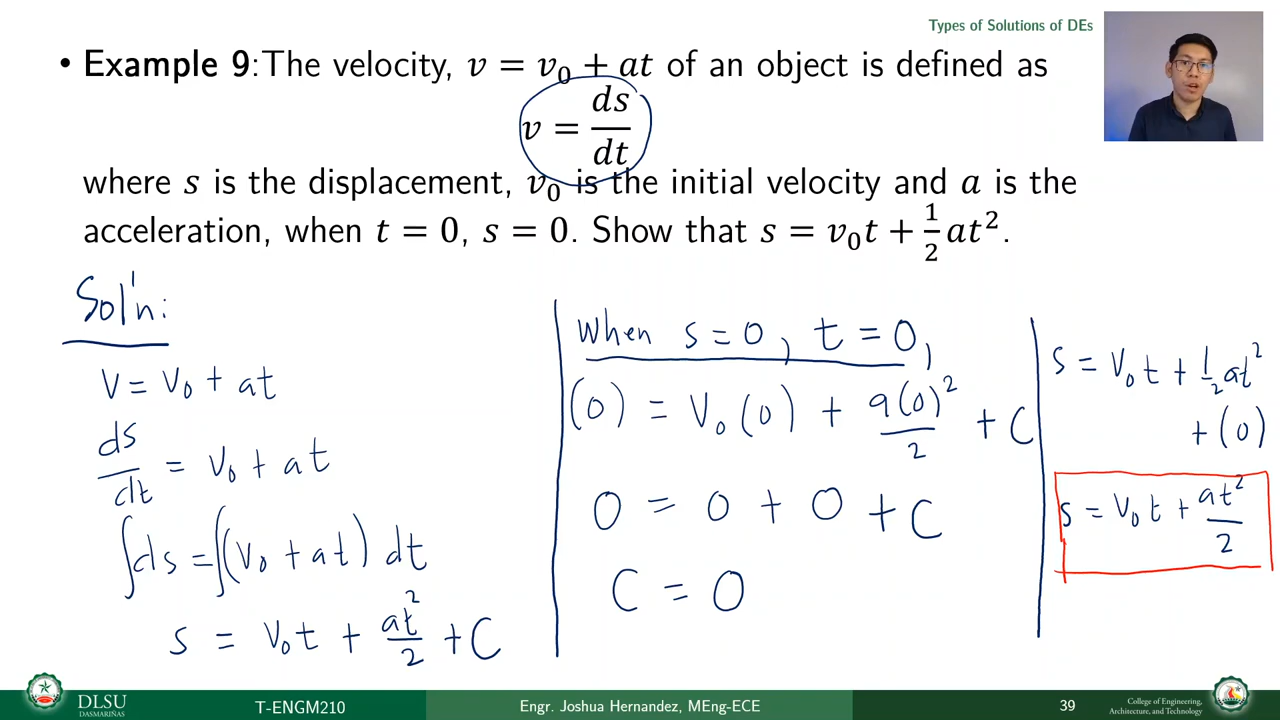 Types of Solutions of DEs
• Example 9:The velocity, v = v₀ + at of an object is defined as
v = ds/dt
where s is the displacement, v₀ is the initial velocity and a is the
acceleration, when t = 0, s = 0. Show that s = v₀t + 1/2 at².
Sol'n:
V = V₀ + at
ds/dt = V₀ + at
∫ds = ∫(V₀ + at) dt
s = V₀t + at²/2 + C
When s = 0, t = 0,
(0) = V₀(0) + a(0)²/2 + C
0 = 0 + 0 + C
C = 0
s = V₀t + 1/2 at²
+ (0)
s = V₀t + at²/2
DLSU
DASMARIÑAS
T-ENGM210
Engr. Joshua Hernandez, MEng-ECE
39
College of Engineering,
Architecture, and Technology